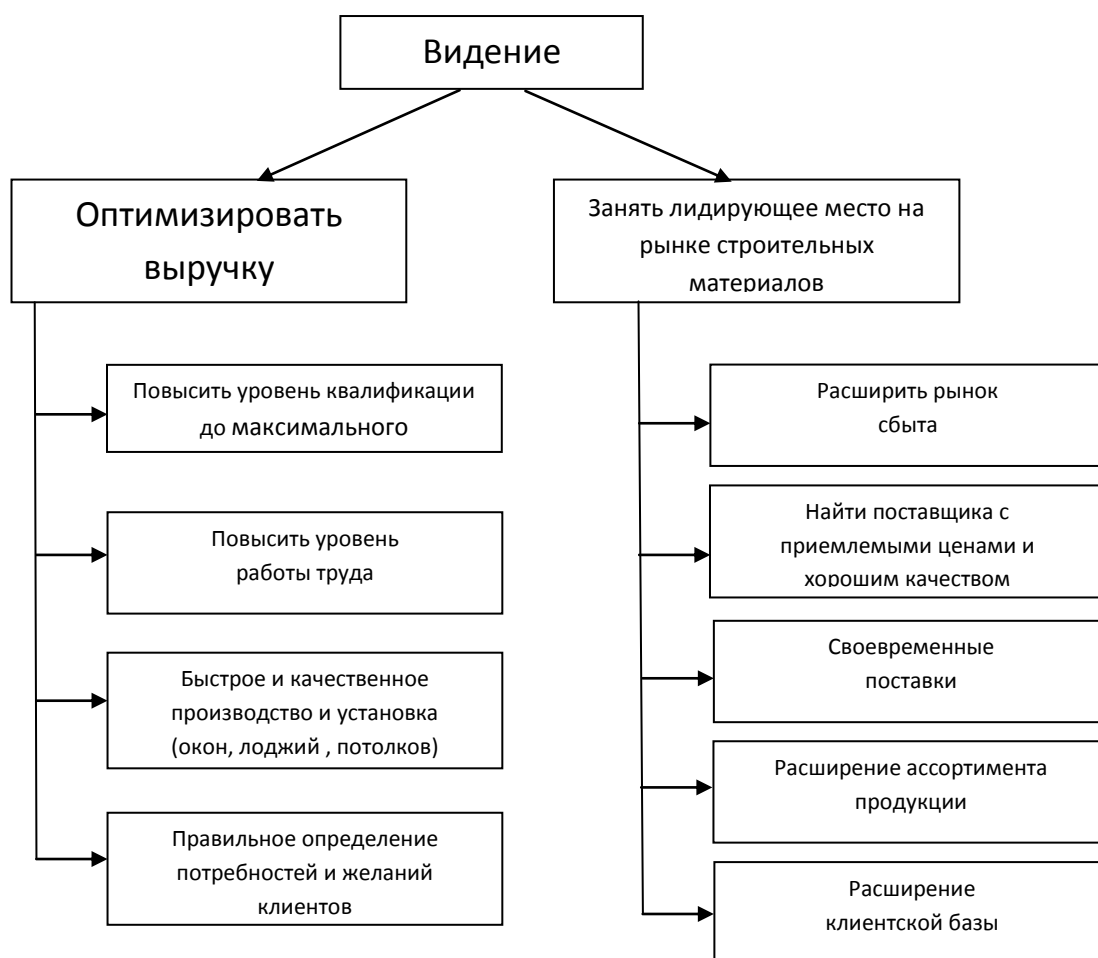 Видение
Оптимизировать
выручку
Повысить уровень квалификации
до максимального
Повысить уровень
работы труда
Быстрое и качественное
производство и установка
(окон, лоджий , потолков)
Правильное определение
потребностей и желаний
клиентов
Занять лидирующее место на
рынке строительных
материалов
Расширить рынок
сбыта
Найти поставщика с
приемлемыми ценами и
хорошим качеством
Своевременные
поставки
Расширение ассортимента
продукции
Расширение
клиентской базы